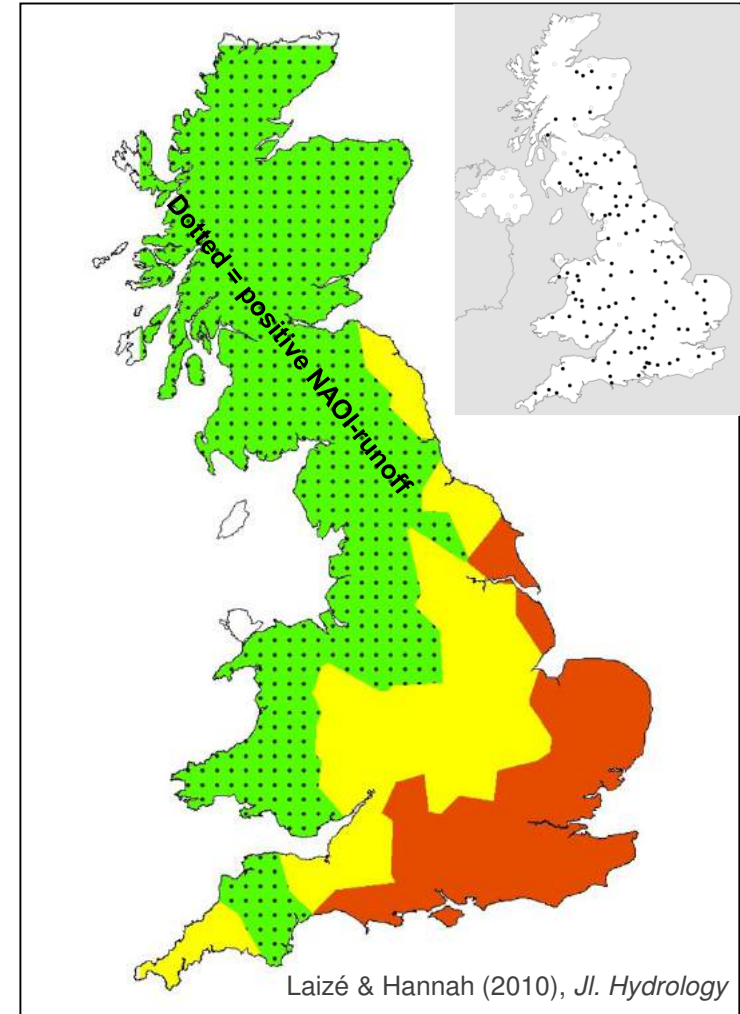 Dotted = positive NAOI-runoff
Laizé & Hannah (2010), Jl. Hydrology